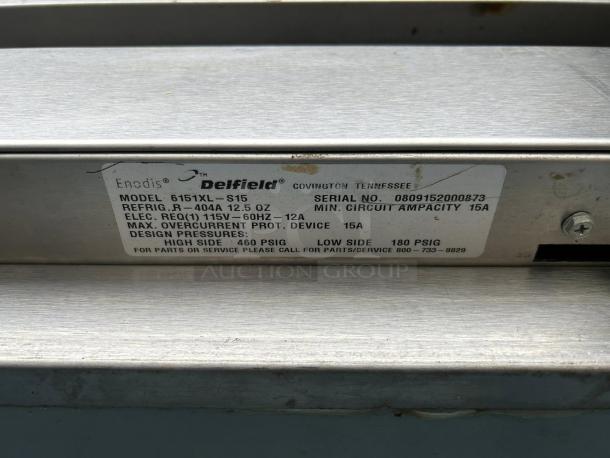 Enodis® ™ Delfield® COVINGTON TENNESSEE
MODEL 6151XL-S15 SERIAL NO. 0809152000873
REFRIG. R-404A 12.5 OZ MIN. CIRCUIT AMPACITY 15A
ELEC. REQ(1) 115V-60HZ-12A
MAX. OVERCURRENT PROT. DEVICE 15A
DESIGN PRESSURES:
HIGH SIDE 460 PSIG LOW SIDE 180 PSIG
FOR PARTS OR SERVICE PLEASE CALL FOR PARTS/SERVICE 800-733-8829
AUCTION GROUP